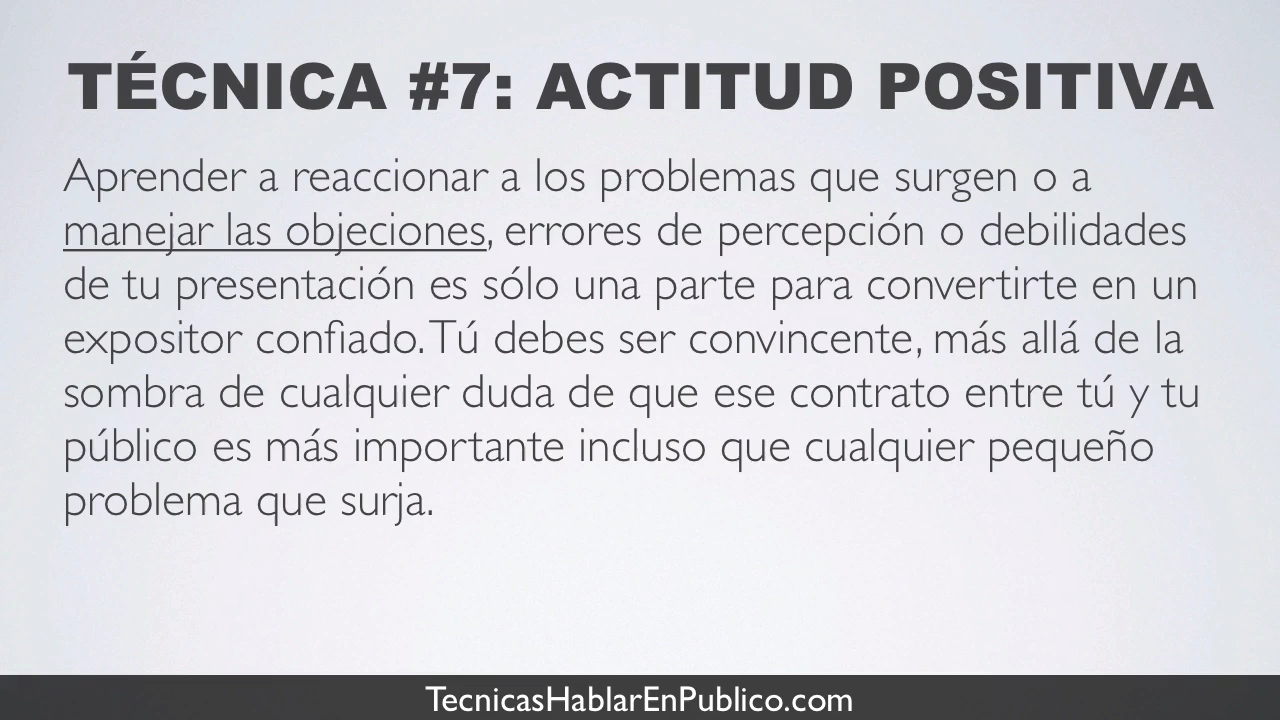 TÉCNICA #7: ACTITUD POSITIVA
Aprender a reaccionar a los problemas que surgen o a
manejar las objeciones, errores de percepción o debilidades
de tu presentación es sólo una parte para convertirte en un
expositor confiado. Tú debes ser convincente, más allá de la
sombra de cualquier duda de que ese contrato entre tú y tu
público es más importante incluso que cualquier pequeño
problema que surja.
TecnicasHablarEnPublico.com